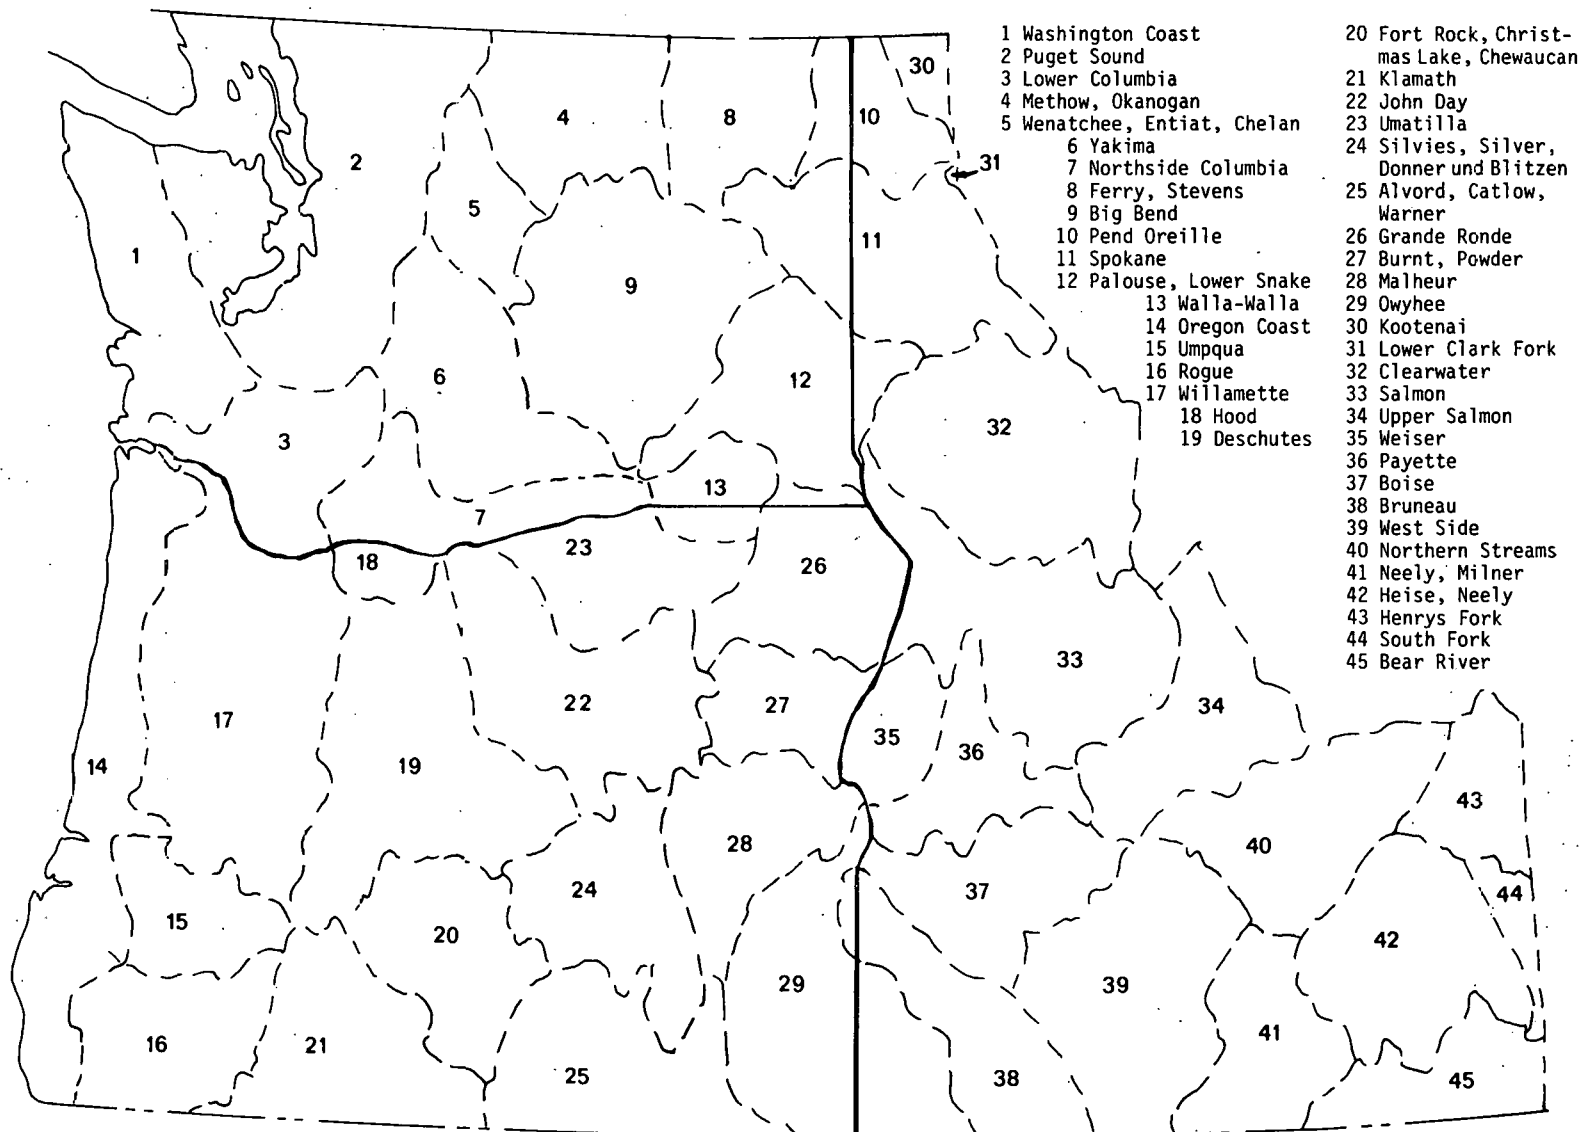 1 Washington Coast
2 Puget Sound
3 Lower Columbia
4 Methow, Okanogan
5 Wenatchee, Entiat, Chelan
6 Yakima
7 Northside Columbia
8 Ferry, Stevens
9 Big Bend
10 Pend Oreille
11 Spokane
12 Palouse, Lower Snake
13 Walla-Walla
14 Oregon Coast
15 Umpqua
16 Rogue
17 Willamette
18 Hood
19 Deschutes
20 Fort Rock, Christ-
mas Lake, Chewaucan
21 Klamath
22 John Day
23 Umatilla
24 Silvies, Silver,
Donner und Blitzen
25 Alvord, Catlow,
Warner
26 Grande Ronde
27 Burnt, Powder
28 Malheur
29 Owyhee
30 Kootenai
31 Lower Clark Fork
32 Clearwater
33 Salmon
34 Upper Salmon
35 Weiser
36 Payette
37 Boise
38 Bruneau
39 West Side
40 Northern Streams
41 Neely, Milner
42 Heise, Neely
43 Henrys Fork
44 South Fork
45 Bear River
30
4
8
10
2
31
5
1
11
9
6
12
3
32
13
7
23
18
26
33
22
27
34
17
35
36
14
19
43
28
40
24
37
44
15
20
42
29
39
16
21
41
25
38
45